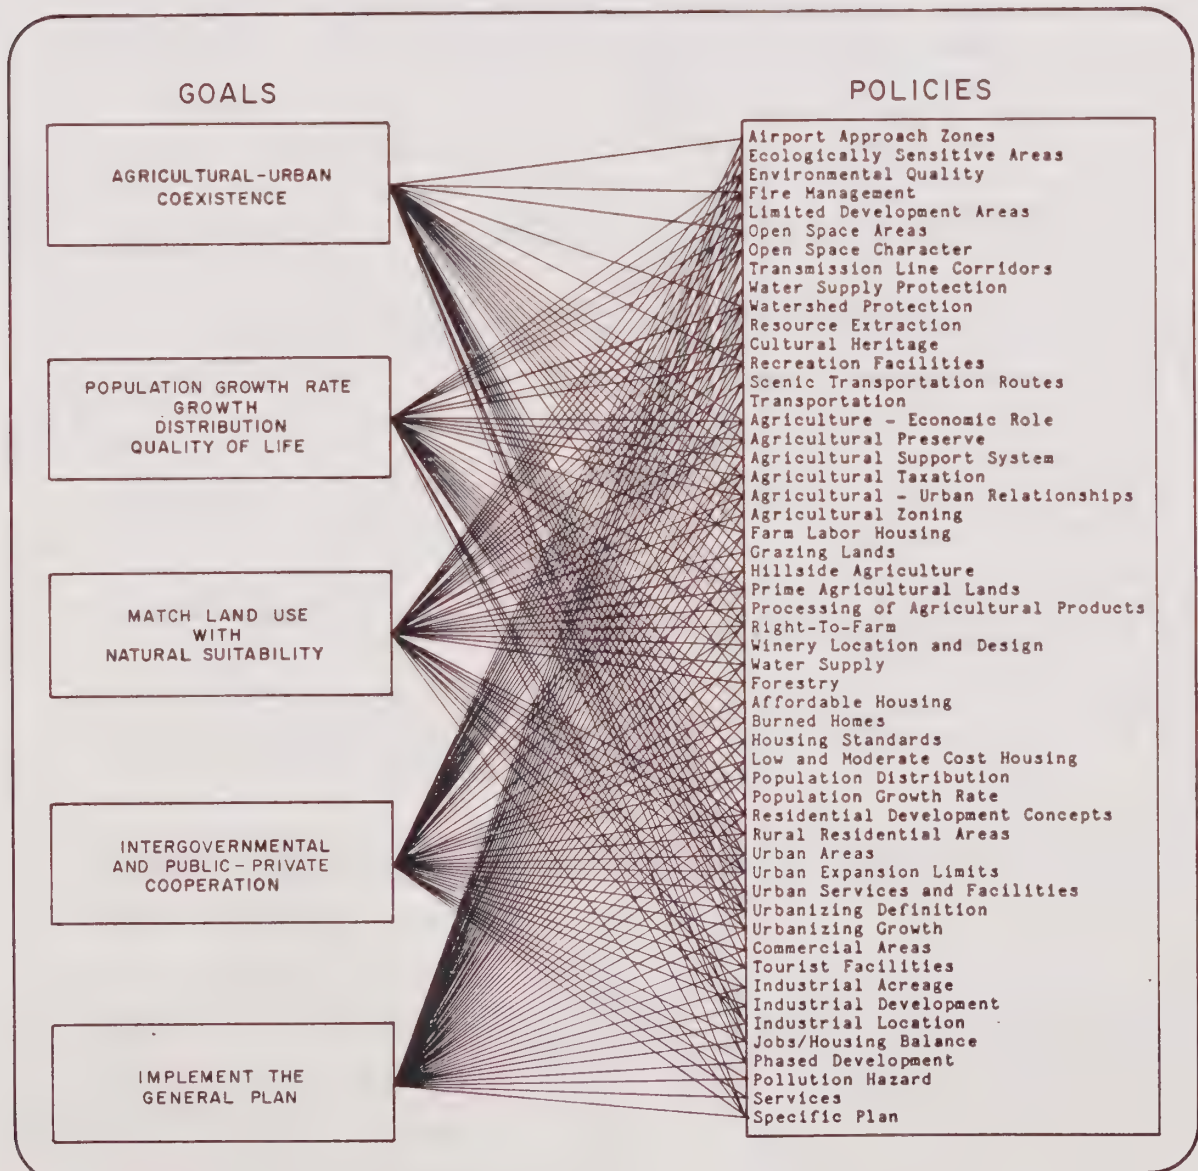 GOALS
AGRICULTURAL-URBAN
COEXISTENCE
POPULATION GROWTH RATE
GROWTH
DISTRIBUTION
QUALITY OF LIFE
MATCH LAND USE
WITH
NATURAL SUITABILITY
INTERGOVERNMENTAL
AND PUBLIC-PRIVATE
COOPERATION
IMPLEMENT THE
GENERAL PLAN
POLICIES
Airport Approach Zones
Ecologically Sensitive Areas
Environmental Quality
Fire Management
Limited Development Areas
Open Space Areas
Open Space Character
Transmission Line Corridors
Water Supply Protection
Watershed Protection
Resource Extraction
Cultural Heritage
Recreation Facilities
Scenic Transportation Routes
Transportation
Agriculture - Economic Role
Agricultural Preserve
Agricultural Support System
Agricultural Taxation
Agricultural - Urban Relationships
Agricultural Zoning
Farm Labor Housing
Grazing Lands
Hillside Agriculture
Prime Agricultural Lands
Processing of Agricultural Products
Right-To-Farm
Winery Location and Design
Water Supply
Forestry
Affordable Housing
Burned Homes
Housing Standards
Low and Moderate Cost Housing
Population Distribution
Population Growth Rate
Residential Development Concepts
Rural Residential Areas
Urban Areas
Urban Expansion Limits
Urban Services and Facilities
Urbanizing Definition
Urbanizing Growth
Commercial Areas
Tourist Facilities
Industrial Acreage
Industrial Development
Industrial Location
Jobs/Housing Balance
Phased Development
Pollution Hazard
Services
Specific Plan